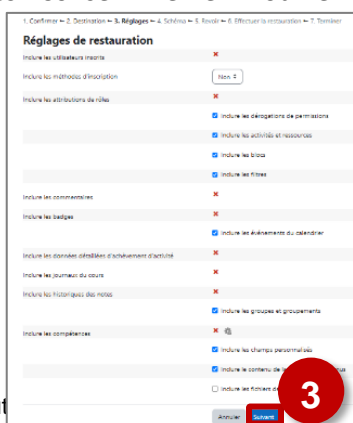 1. Confirmer ► 2. Destination ► 3. Réglages ► 4. Schéma ► 5. Revoir ► 6. Effectuer la restauration ► 7. Terminer
Réglages de restauration
Inclure les utilisateurs inscrits
Inclure les méthodes d'inscription Non
Inclure les attributions de rôles
Inclure les dérogations de permissions
Inclure les activités et ressources
Inclure les blocs
Inclure les filtres
Inclure les commentaires
Inclure les badges
Inclure les événements du calendrier
Inclure les données détaillées d'achèvement d'activité
Inclure les journaux du cours
Inclure les historiques des notes
Inclure les groupes et groupements
Inclure les compétences
Inclure les champs personnalisés
Inclure le contenu de
Inclure les fichiers
3
Annuler Suivant